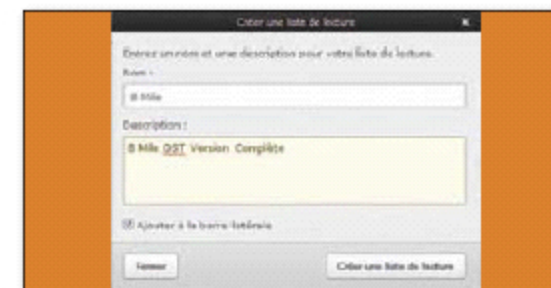 Créer une liste de lecture
Entrez un nom et une description pour votre liste de lecture.
Nom :
8 Mile
Description :
8 Mile OST Version Complète
Ajouter à la barre latérale
Fermer
Créer une liste de lecture